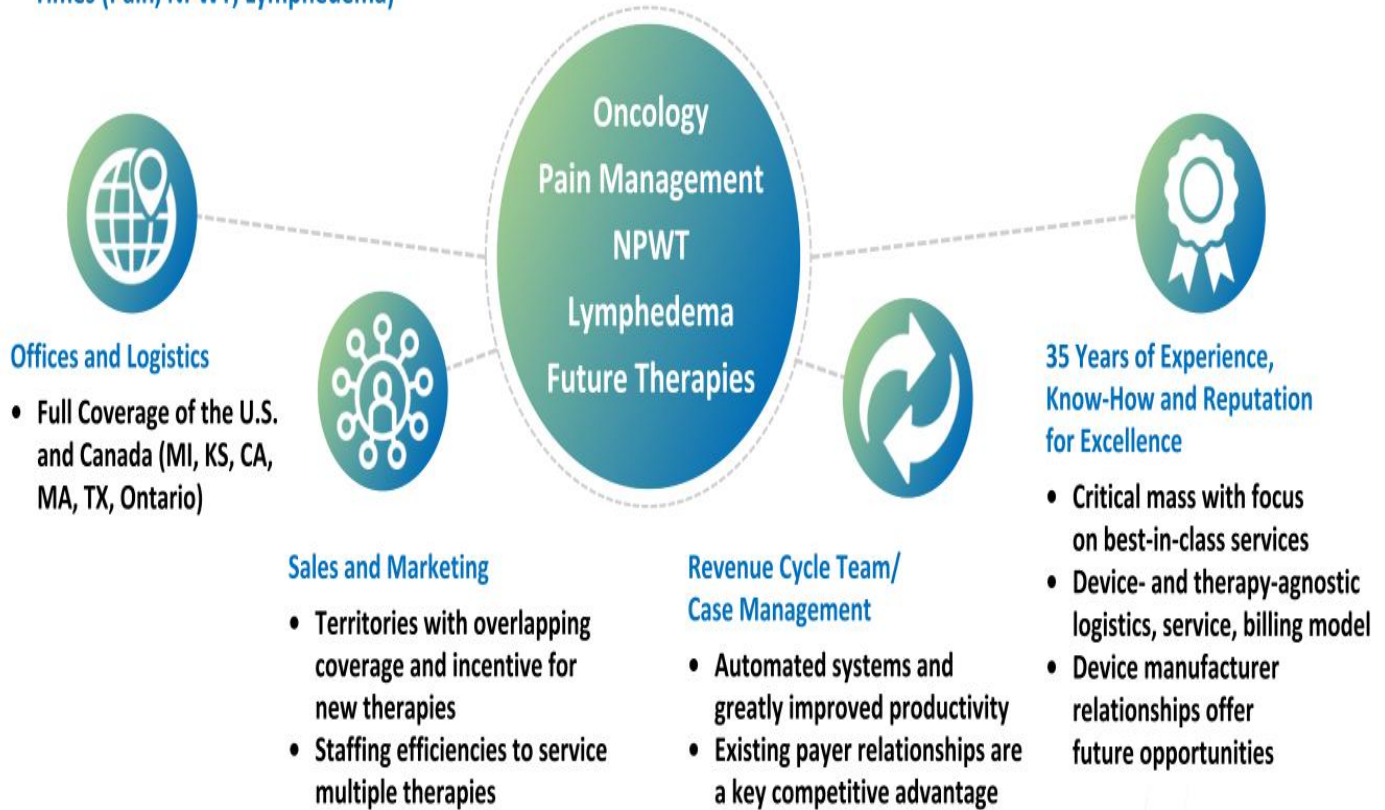 Times (Pain, NPWT, Lymphedema)
Oncology
Pain Management
NPWT
Lymphedema
Future Therapies
Offices and Logistics
• Full Coverage of the U.S.
and Canada (MI, KS, CA,
MA, TX, Ontario)
Sales and Marketing
• Territories with overlapping
coverage and incentive for
new therapies
• Staffing efficiencies to service
multiple therapies
Revenue Cycle Team/
Case Management
• Automated systems and
greatly improved productivity
• Existing payer relationships are
a key competitive advantage
35 Years of Experience,
Know-How and Reputation
for Excellence
• Critical mass with focus
on best-in-class services
• Device- and therapy-agnostic
logistics, service, billing model
• Device manufacturer
relationships offer
future opportunities